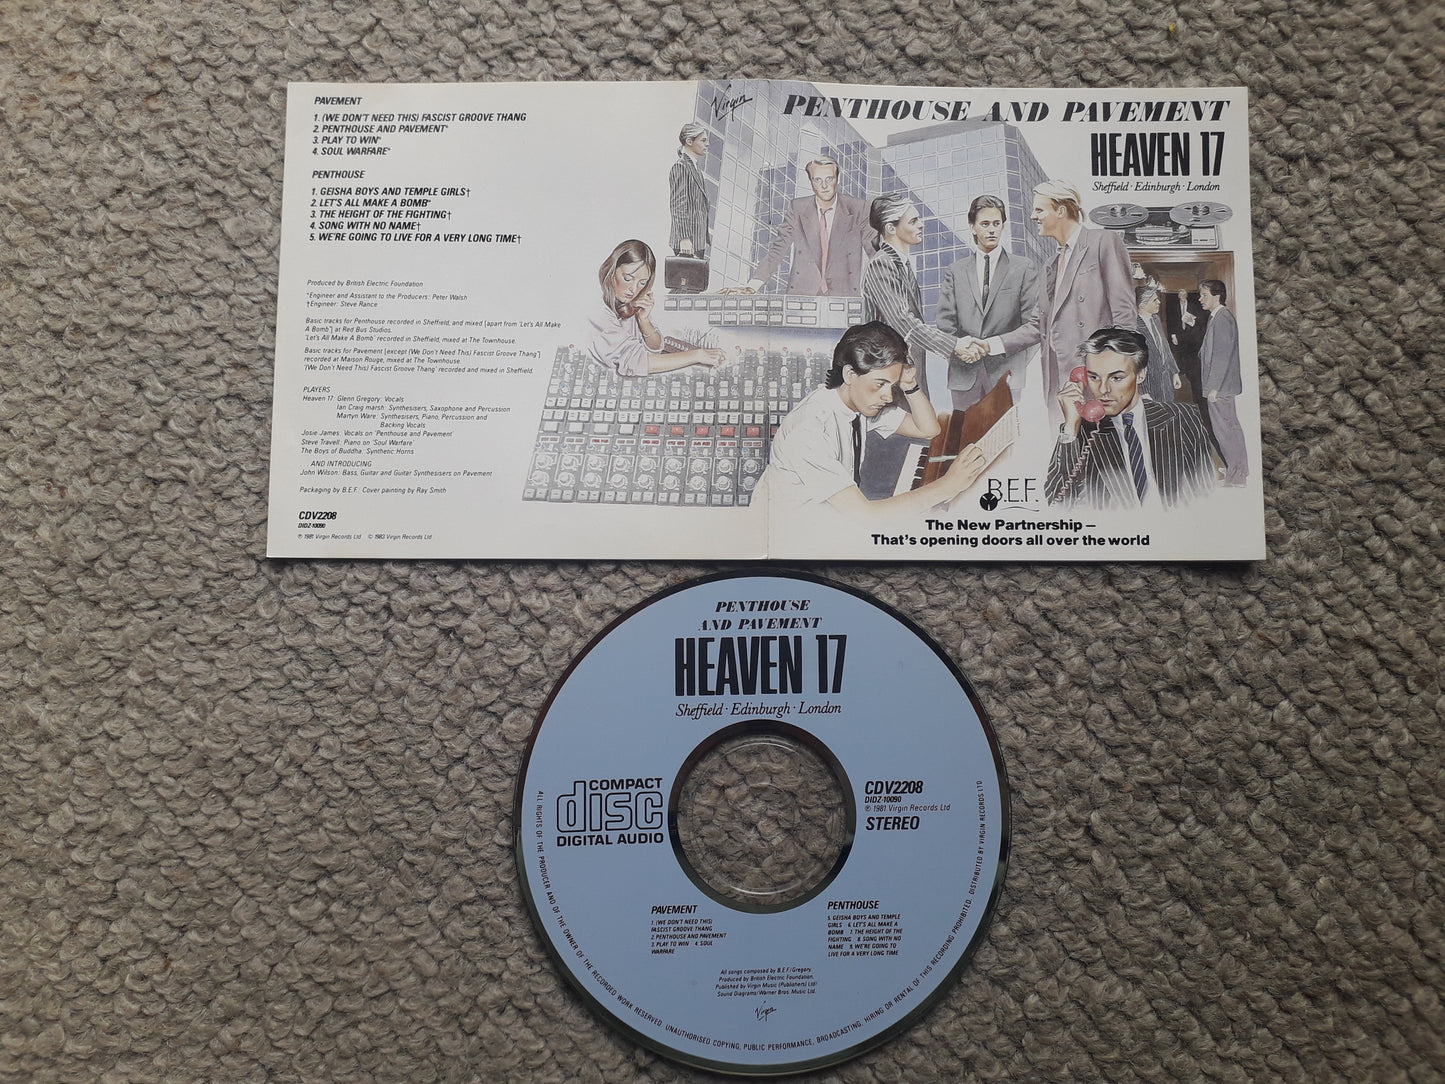 PAVEMENT
1. (WE DON'T NEED THIS) FASCIST GROOVE THANG
2. PENTHOUSE AND PAVEMENT*
3. PLAY TO WIN*
4. SOUL WARFARE*
PENTHOUSE
1. GEISHA BOYS AND TEMPLE GIRLS†
2. LET'S ALL MAKE A BOMB*
3. THE HEIGHT OF THE FIGHTING†
4. SONG WITH NO NAME†
5. WE'RE GOING TO LIVE FOR A VERY LONG TIME†
Produced by British Electric Foundation
*Engineer and Assistant to the Producers: Peter Walsh
†Engineer: Steve Rance
Basic tracks for Penthouse recorded in Sheffield, and mixed [apart from 'Let's All Make
A Bomb'] at Red Bus Studios.
'Let's All Make A Bomb' recorded in Sheffield, mixed at The Townhouse.
Basic tracks for Pavement [except (We Don't Need This) Fascist Groove Thang']
recorded at Maison Rouge, mixed at The Townhouse.
'(We Don't Need This) Fascist Groove Thang' recorded and mixed in Sheffield.
PLAYERS
Heaven 17: Glenn Gregory: Vocals
Ian Craig marsh: Synthesisers, Saxophone and Percussion
Martyn Ware: Synthesisers, Piano, Percussion and
Backing Vocals
Josie James: Vocals on 'Penthouse and Pavement'
Steve Travell: Piano on 'Soul Warfare'
The Boys of Buddha: Synthetic Horns
AND INTRODUCING
John Wilson: Bass, Guitar and Guitar Synthesisers on Pavement
Packaging by B.E.F.: Cover painting by Ray Smith
CDV2208
DIDZ-10090
℗ 1981 Virgin Records Ltd © 1983 Virgin Records Ltd
Virgin
PENTHOUSE AND PAVEMENT
HEAVEN 17
Sheffield · Edinburgh · London
B.E.F.
The New Partnership –
That's opening doors all over the world
PENTHOUSE
AND PAVEMENT
HEAVEN 17
Sheffield · Edinburgh · London
COMPACT
disc
DIGITAL AUDIO
CDV2208
DIDZ-10090
℗ 1981 Virgin Records Ltd
STEREO
PAVEMENT
1. (WE DON'T NEED THIS)
FASCIST GROOVE THANG
2. PENTHOUSE AND PAVEMENT
3. PLAY TO WIN 4. SOUL
WARFARE
PENTHOUSE
5. GEISHA BOYS AND TEMPLE
GIRLS 6. LET'S ALL MAKE A
BOMB 7. THE HEIGHT OF THE
FIGHTING 8. SONG WITH NO
NAME 9. WE'RE GOING TO
LIVE FOR A VERY LONG TIME
All songs composed by B.E.F./Gregory.
Produced by British Electric Foundation.
Published by Virgin Music (Publishers) Ltd/
Sound Diagrams/Warner Bros. Music Ltd.
Virgin
ALL RIGHTS OF THE PRODUCER AND OF THE OWNER OF THE RECORDED WORK RESERVED. UNAUTHORISED COPYING, PUBLIC PERFORMANCE, BROADCASTING, HIRING OR RENTAL OF THIS RECORDING PROHIBITED. DISTRIBUTED BY VIRGIN RECORDS LTD